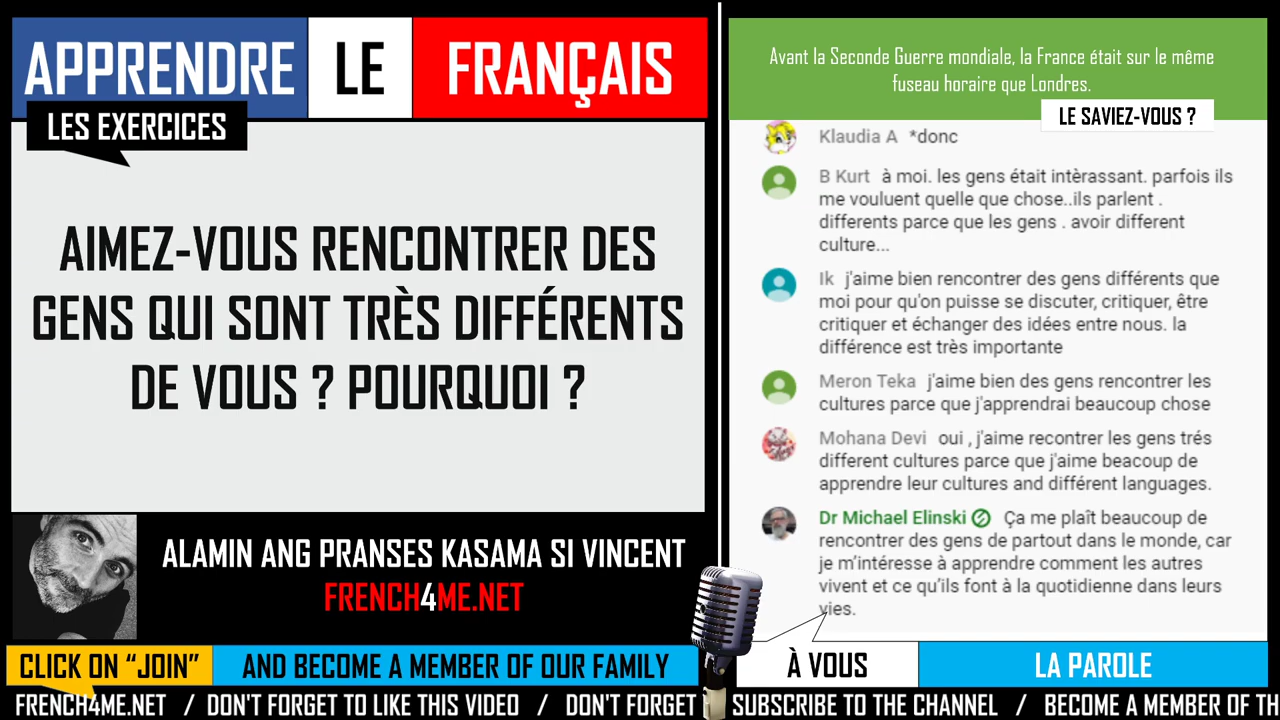 APPRENDRE LE FRANÇAIS
LES EXERCICES
AIMEZ-VOUS RENCONTRER DES
GENS QUI SONT TRÈS DIFFÉRENTS
DE VOUS ? POURQUOI ?
ALAMIN ANG PRANSES KASAMA SI VINCENT
FRENCH4ME.NET
CLICK ON “JOIN”
AND BECOME A MEMBER OF OUR FAMILY
Avant la Seconde Guerre mondiale, la France était sur le même
fuseau horaire que Londres.
LE SAVIEZ-VOUS ?
Klaudia A *donc
B Kurt à moi. les gens était intèrassant. parfois ils
me vouluent quelle que chose..ils parlent .
differents parce que les gens . avoir different
culture...
Ik j'aime bien rencontrer des gens différents que
moi pour qu'on puisse se discuter, critiquer, être
critiquer et échanger des idées entre nous. la
différence est très importante
Meron Teka j'aime bien des gens rencontrer les
cultures parce que j'apprendrai beaucoup chose
Mohana Devi oui , j'aime recontrer les gens trés
different cultures parce que j'aime beacoup de
apprendre leur cultures and différent languages.
Dr Michael Elinski Ça me plaît beaucoup de
rencontrer des gens de partout dans le monde, car
je m’intéresse à apprendre comment les autres
vivent et ce qu’ils font à la quotidienne dans leurs
vies.
À VOUS
LA PAROLE
FRENCH4ME.NET / DON'T FORGET TO LIKE THIS VIDEO / DON'T FORGET SUBSCRIBE TO THE CHANNEL / BECOME A MEMBER OF TH